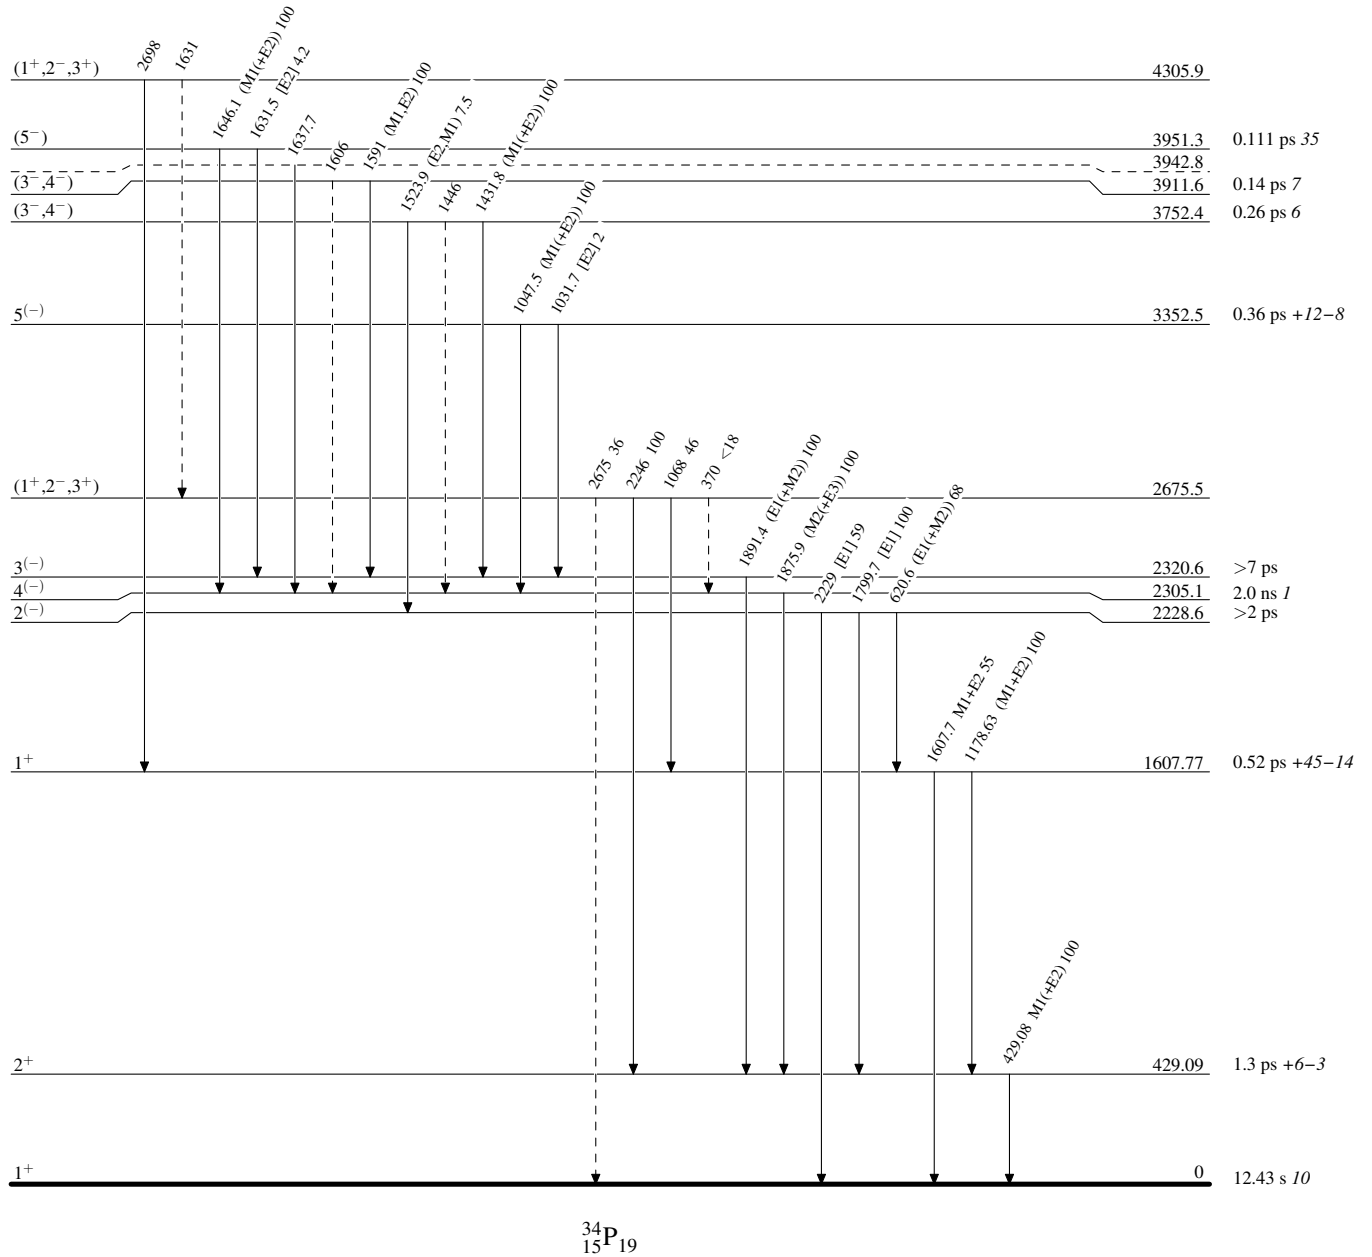 2698
1631
1646.1 (M1(+E2)) 100
1631.5 [E2] 4.2
1637.7
1606
1591 (M1,E2) 100
1523.9 (E2,M1) 7.5
1446
1431.8 (M1(+E2)) 100
1047.5 (M1(+E2)) 100
1031.7 [E2] 2
2675 36
2246 100
1068 46
370 <18
1891.4 (E1(+M2)) 100
1875.9 (M2(+E3)) 100
2229 [E1] 59
1799.7 [E1] 100
620.6 (E1(+M2)) 68
1607.7 M1+E2 55
1178.63 (M1+E2) 100
429.08 M1(+E2) 100
(1⁺,2⁻,3⁺) 4305.9
(5⁻) 3951.3 0.111 ps 35
3942.8
(3⁻,4⁻) 3911.6 0.14 ps 7
(3⁻,4⁻) 3752.4 0.26 ps 6
5⁽⁻⁾ 3352.5 0.36 ps +12−8
(1⁺,2⁻,3⁺) 2675.5
3⁽⁻⁾ 2320.6 >7 ps
4⁽⁻⁾ 2305.1 2.0 ns 1
2⁽⁻⁾ 2228.6 >2 ps
1⁺ 1607.77 0.52 ps +45−14
2⁺ 429.09 1.3 ps +6−3
1⁺ 0 12.43 s 10
³⁴₁₅P₁₉